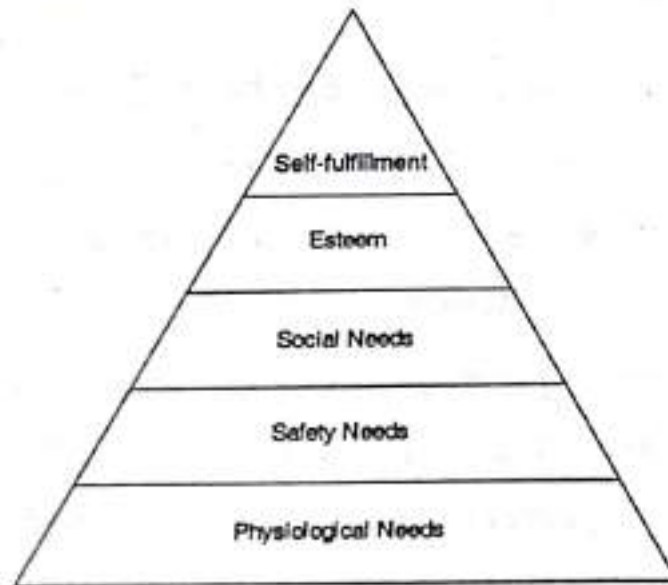 Self-fulfillment
Esteem
Social Needs
Safety Needs
Physiological Needs